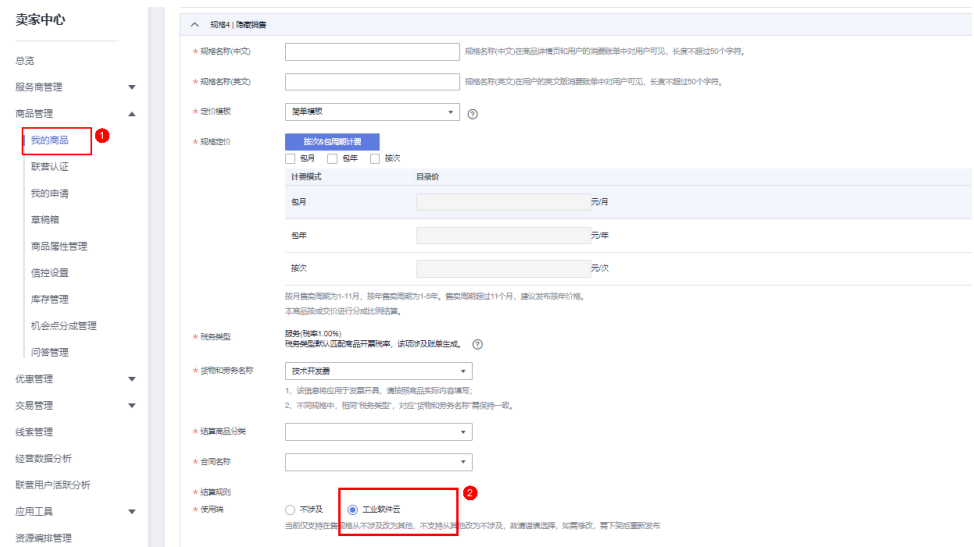 卖家中心
总览
服务商管理
商品管理
我的商品
1
联营认证
我的申请
草稿箱
商品属性管理
信控设置
库存管理
机会点分成管理
问答管理
优惠管理
交易管理
线索管理
经营数据分析
联营用户活跃分析
应用工具
资源编排管理
规格4 | 隐藏销售
* 规格名称(中文)
规格名称(中文)在商品详情页和用户的消费账单中对用户可见，长度不超过50个字符。
* 规格名称(英文)
规格名称(英文)在用户的英文版消费账单中对用户可见，长度不超过50个字符。
* 定价模板 简单模板 ?
* 规格定价 按次&包周期计费
包月 包年 按次
计费模式 目录价
包月 元/月
包年 元/年
按次 元/次
按月售卖周期为1-11月，按年售卖周期为1-5年。售卖周期超过11个月，建议发布按年价格。
本商品按成交价进行分成比例结算。
* 税务类型 服务(税率1.00%)
税务类型默认匹配商品开票税率，该项涉及账单生成。 ?
* 货物和劳务名称 技术开发费
1、该信息将应用于发票开具，请按照商品实际内容填写；
2、不同规格中，相同"税务类型"，对应"货物和劳务名称"需保持一致。
* 结算商品分类
* 合同名称
* 结算规则
2
* 使用端 不涉及 工业软件云
当前仅支持在售规格从不涉及改为其他，不支持从其他改为不涉及，故请谨慎选择，如需修改，需下架后重新发布